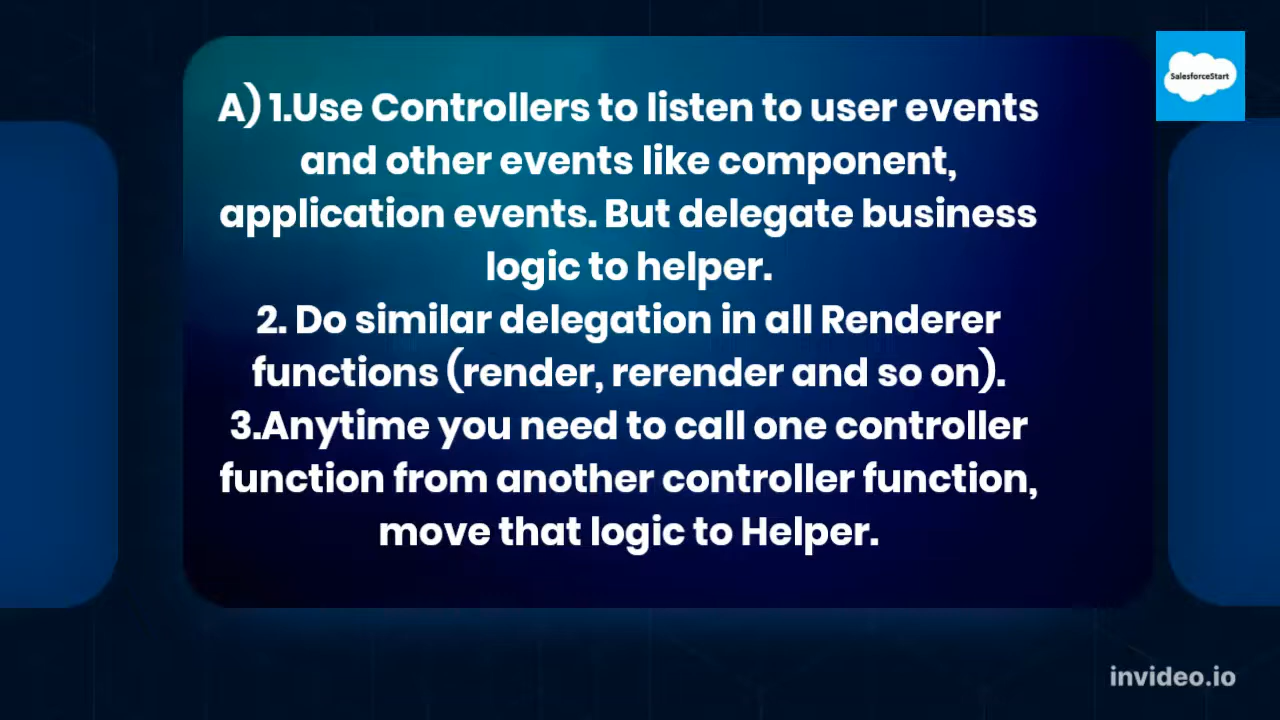 SalesforceStart
A) 1.Use Controllers to listen to user events
and other events like component,
application events. But delegate business
logic to helper.
2. Do similar delegation in all Renderer
functions (render, rerender and so on).
3.Anytime you need to call one controller
function from another controller function,
move that logic to Helper.
invideo.io